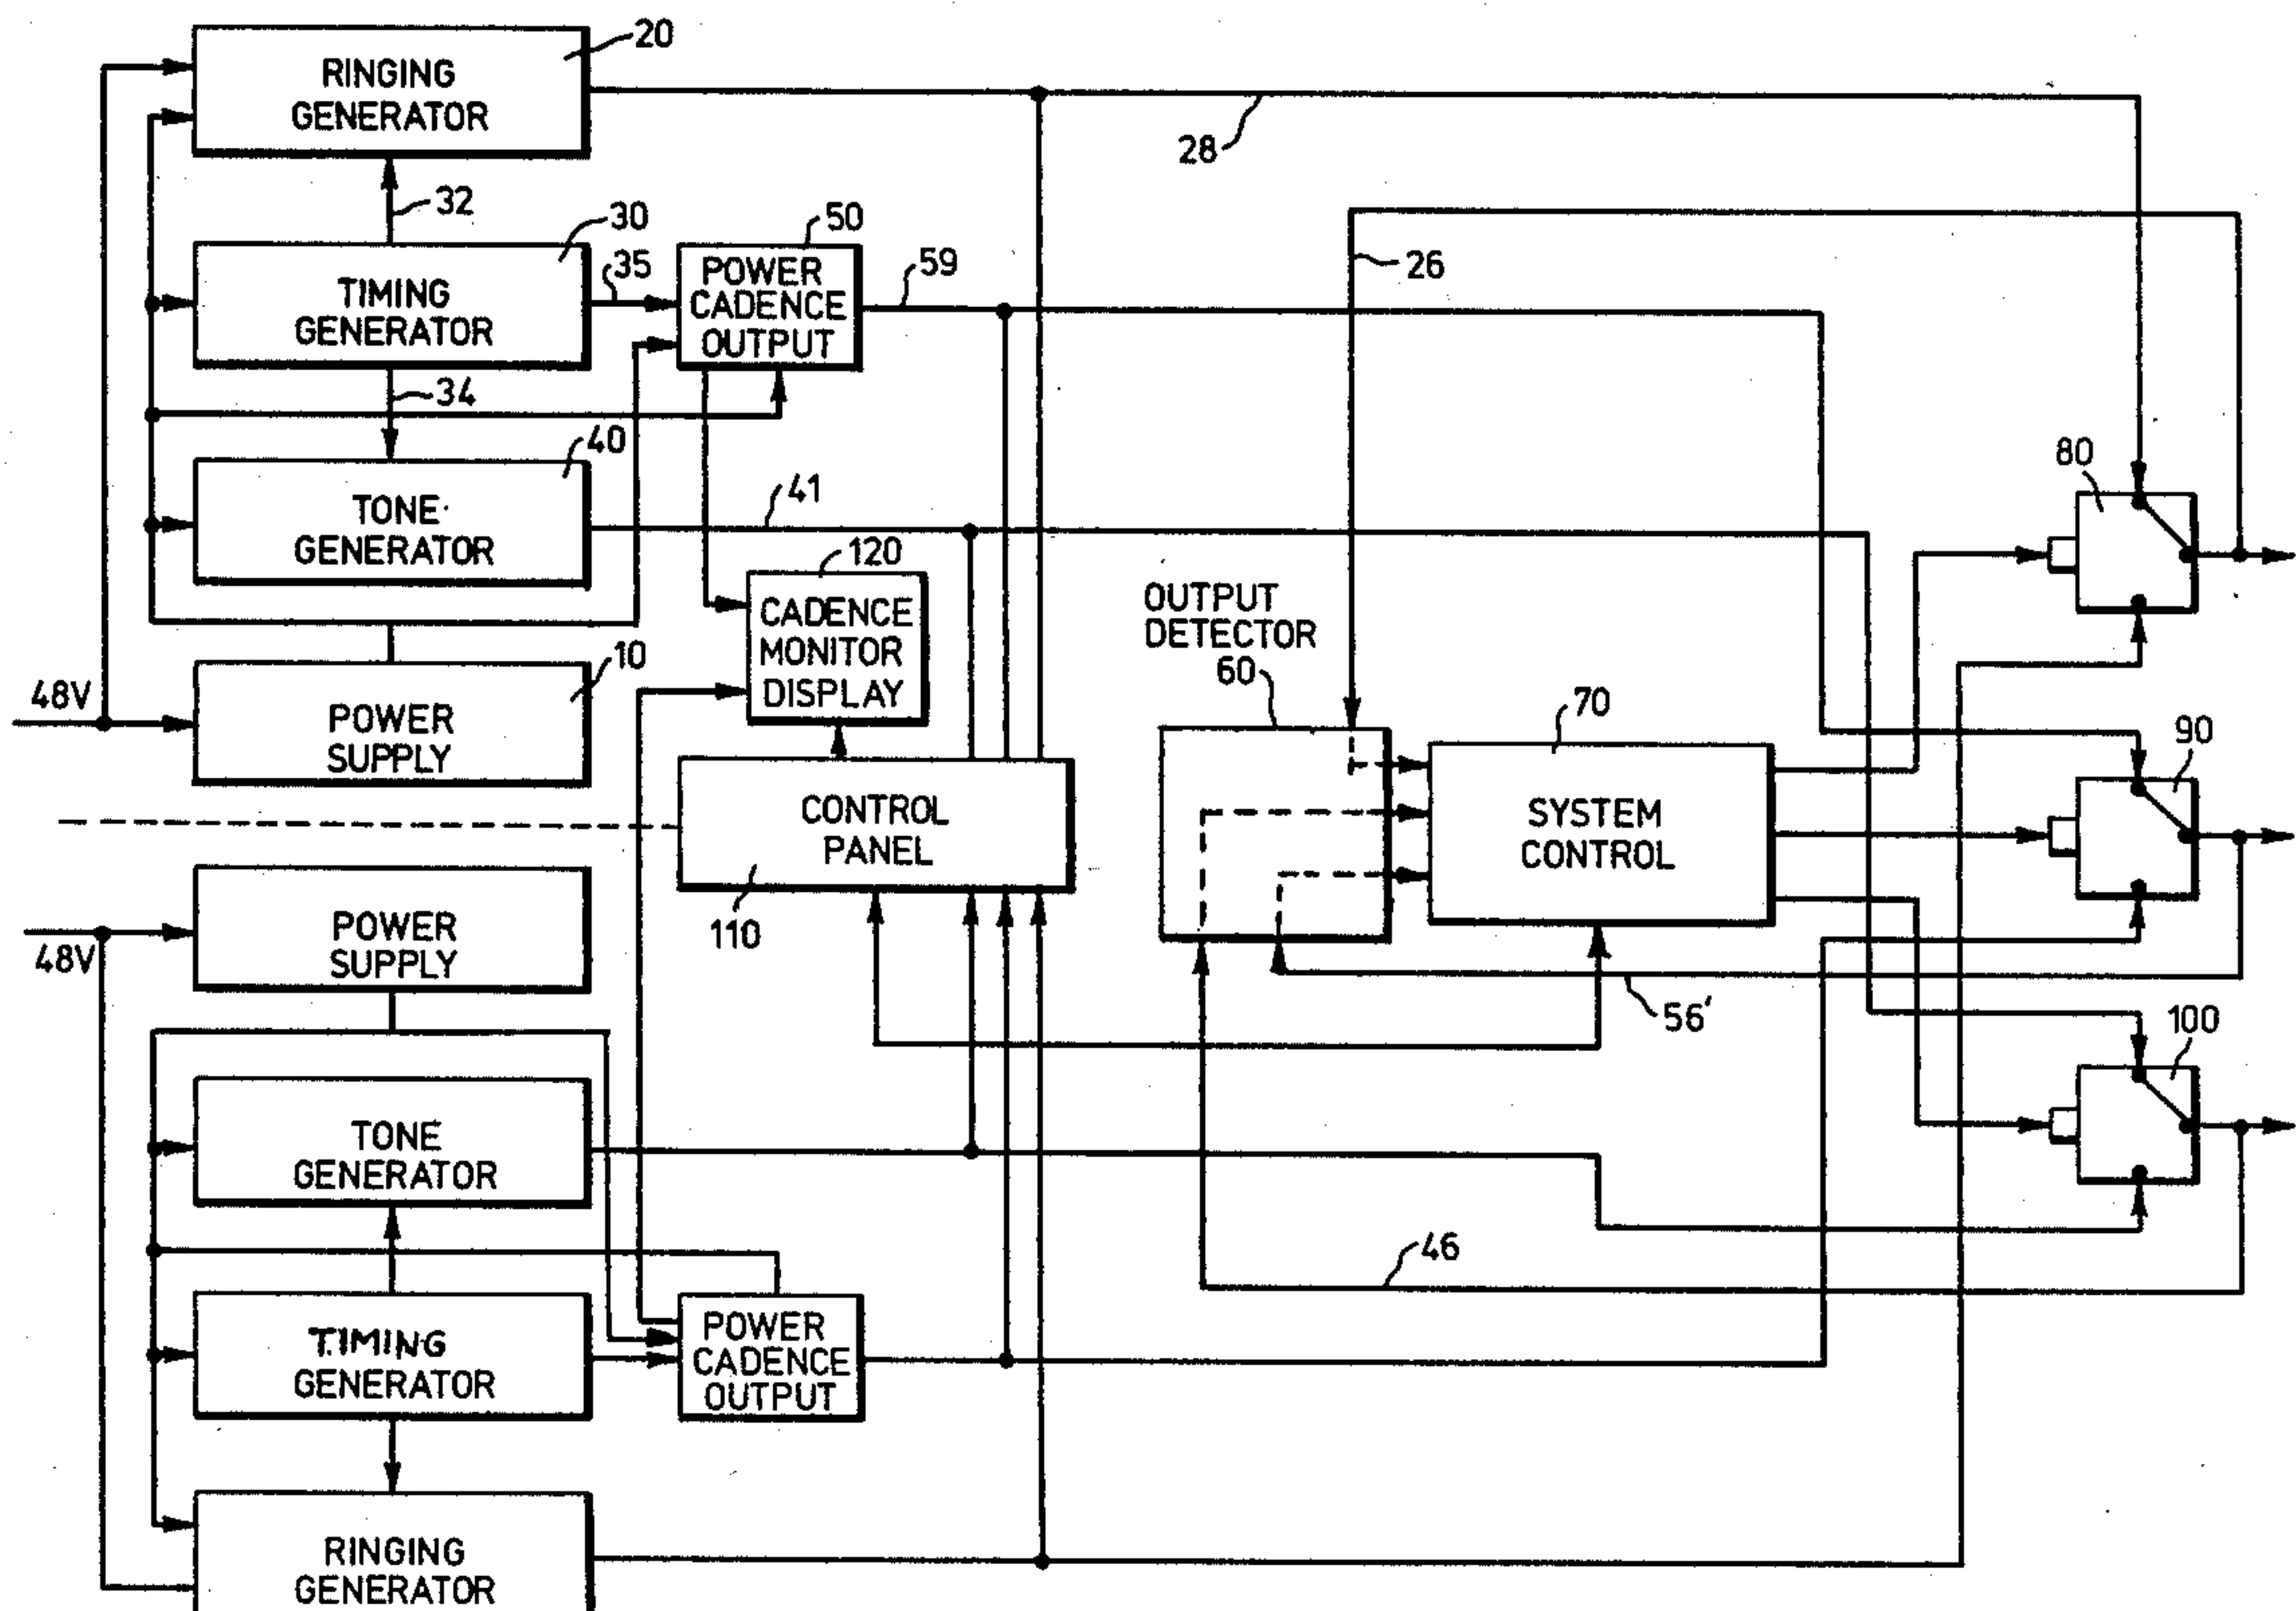 20
RINGING
GENERATOR
28
32
30
50
35
59
26
POWER
CADENCE
OUTPUT
TIMING
GENERATOR
34
40
41
80
TONE
GENERATOR
120
CADENCE
MONITOR
DISPLAY
OUTPUT
DETECTOR
60
10
48V
POWER
SUPPLY
70
90
CONTROL
PANEL
SYSTEM
CONTROL
110
48V
POWER
SUPPLY
56'
100
TONE
GENERATOR
46
TIMING
GENERATOR
POWER
CADENCE
OUTPUT
RINGING
GENERATOR